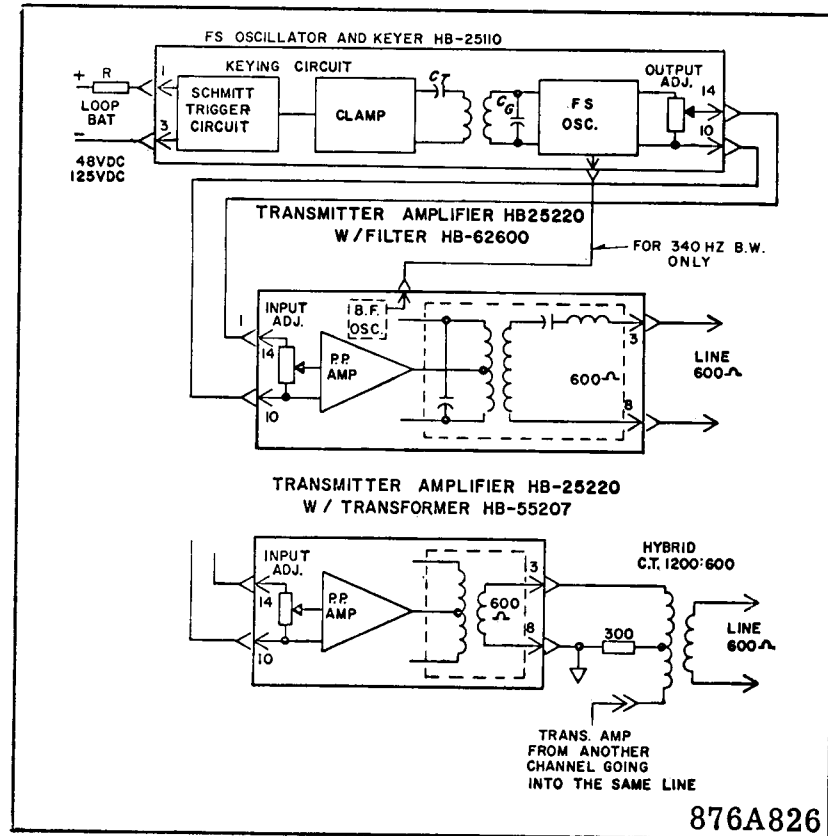 FS OSCILLATOR AND KEYER HB-25110
KEYING CIRCUIT
+
R
LOOP
BAT
-
48VDC
125VDC
1
3
SCHMITT
TRIGGER
CIRCUIT
CLAMP
CT
CG
FS
OSC.
OUTPUT
ADJ.
14
10
TRANSMITTER AMPLIFIER HB25220
W/FILTER HB-62600
FOR 340 HZ B.W.
ONLY
1
INPUT
ADJ.
14
10
B.F.
OSC.
P.P.
AMP
600Ω
3
8
LINE
600Ω
TRANSMITTER AMPLIFIER HB-25220
W/ TRANSFORMER HB-55207
INPUT
ADJ.
14
10
P.P.
AMP
600
Ω
3
8
300
HYBRID
C.T. 1200:600
LINE
600Ω
TRANS. AMP
FROM ANOTHER
CHANNEL GOING
INTO THE SAME LINE
876A826